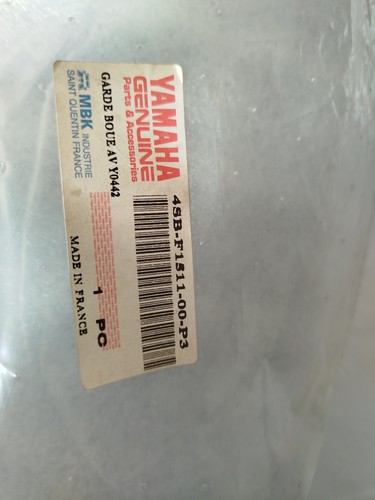 YAMAHA
GENUINE
Parts & Accessories
4SB-F1511-00-P3
GARDE BOUE AV Y0442
1 PC
MBK INDUSTRIE
SAINT QUENTIN FRANCE
MADE IN FRANCE